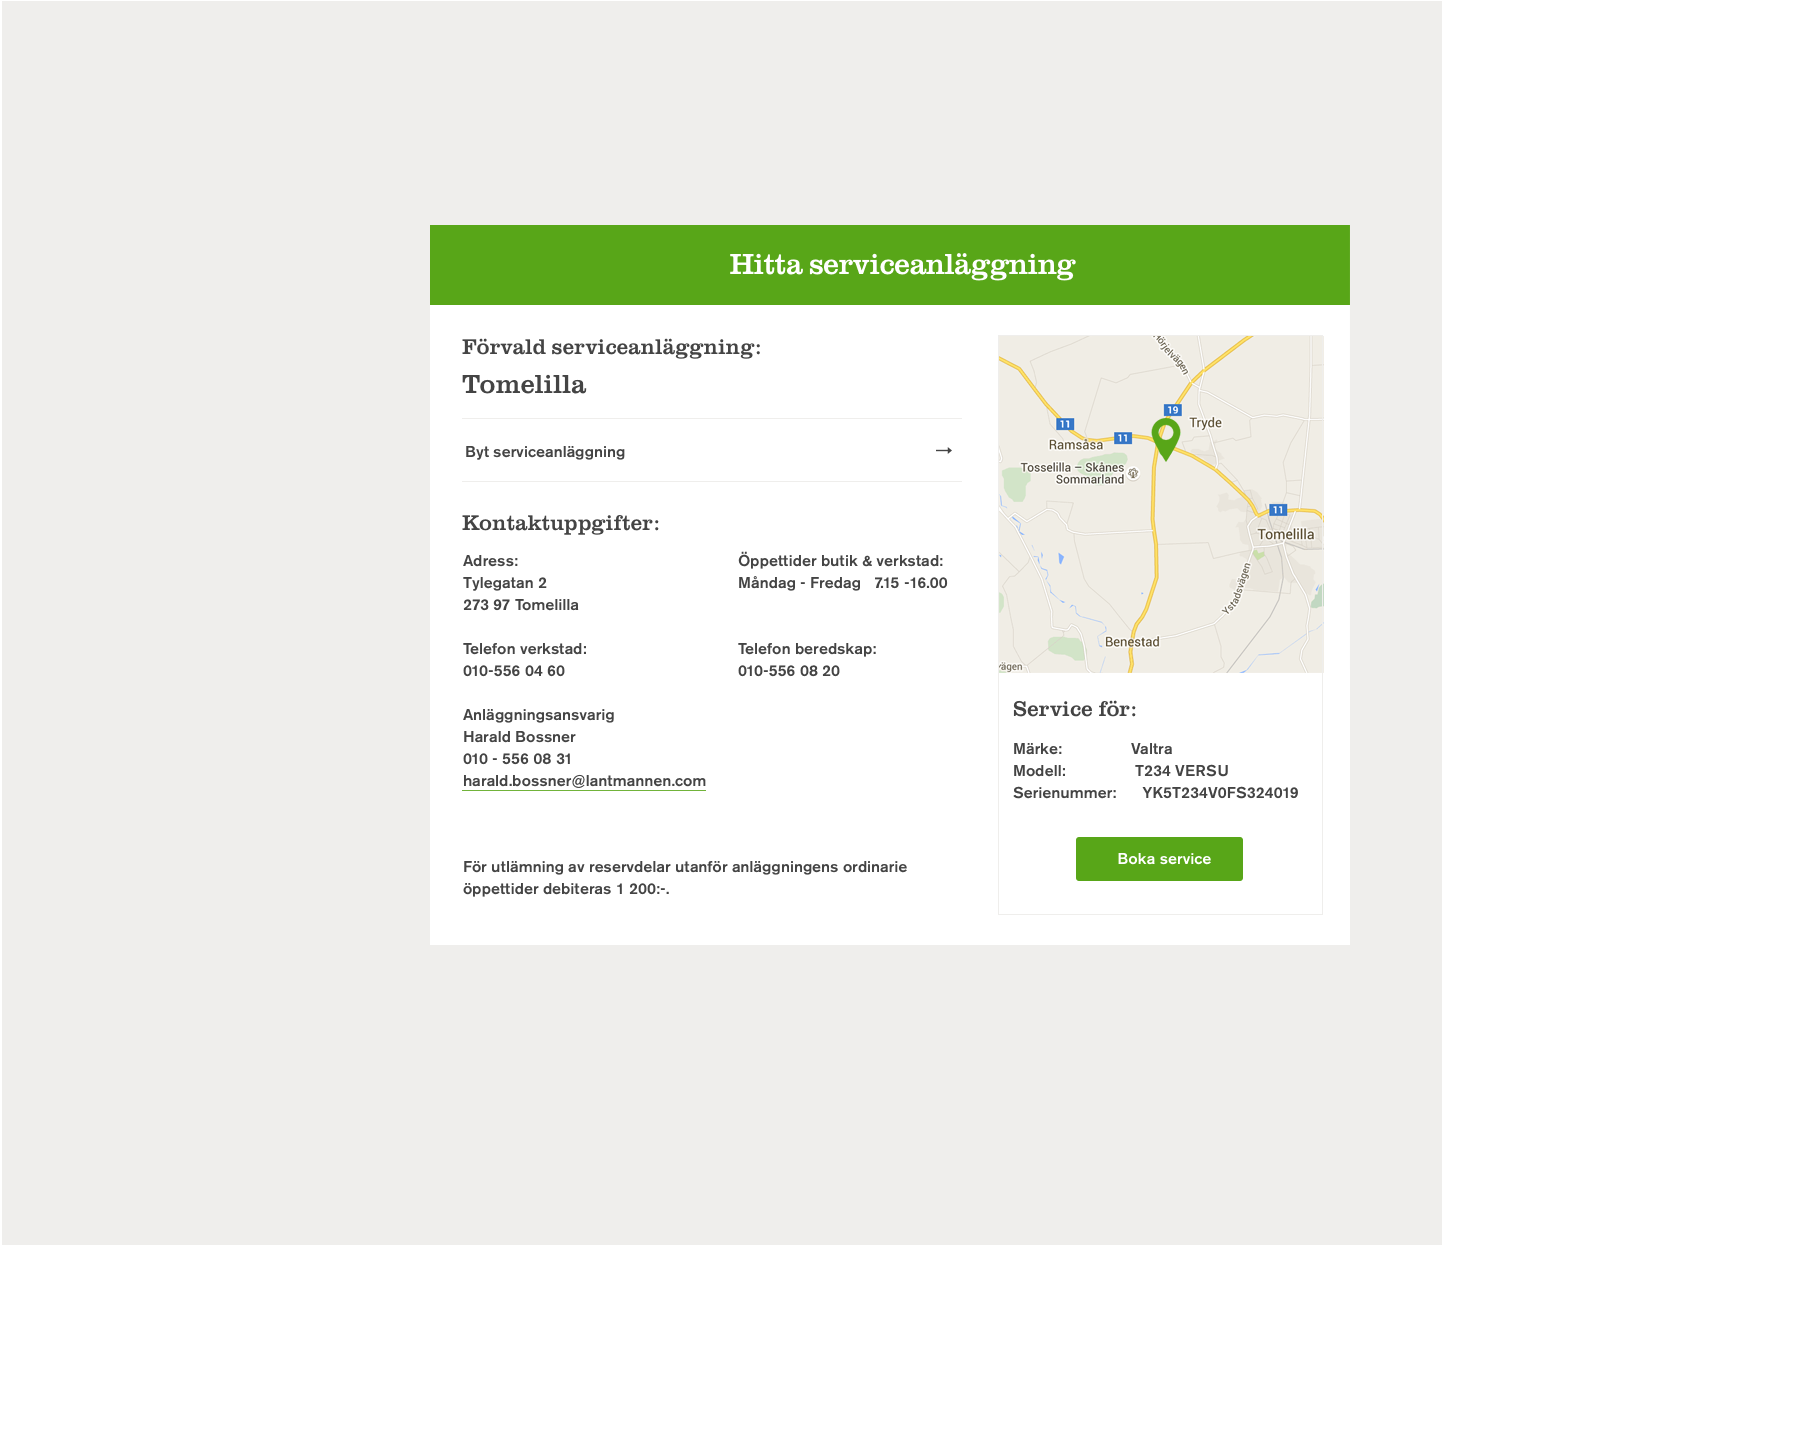 Hitta serviceanläggning
Förvald serviceanläggning:
Tomelilla
Byt serviceanläggning →
Kontaktuppgifter:
Adress:
Tylegatan 2
273 97 Tomelilla
Öppettider butik & verkstad:
Måndag - Fredag 7.15 -16.00
Telefon verkstad:
010-556 04 60
Telefon beredskap:
010-556 08 20
Anläggningsansvarig
Harald Bossner
010 - 556 08 31
harald.bossner@lantmannen.com
För utlämning av reservdelar utanför anläggningens ordinarie
öppettider debiteras 1 200:-.
Hörjelvägen
19
Tryde
11
11
Ramsåsa
Tosselilla – Skånes
Sommarland
11
Tomelilla
Ystadsvägen
Benestad
vägen
Service för:
Märke: Valtra
Modell: T234 VERSU
Serienummer: YK5T234V0FS324019
Boka service